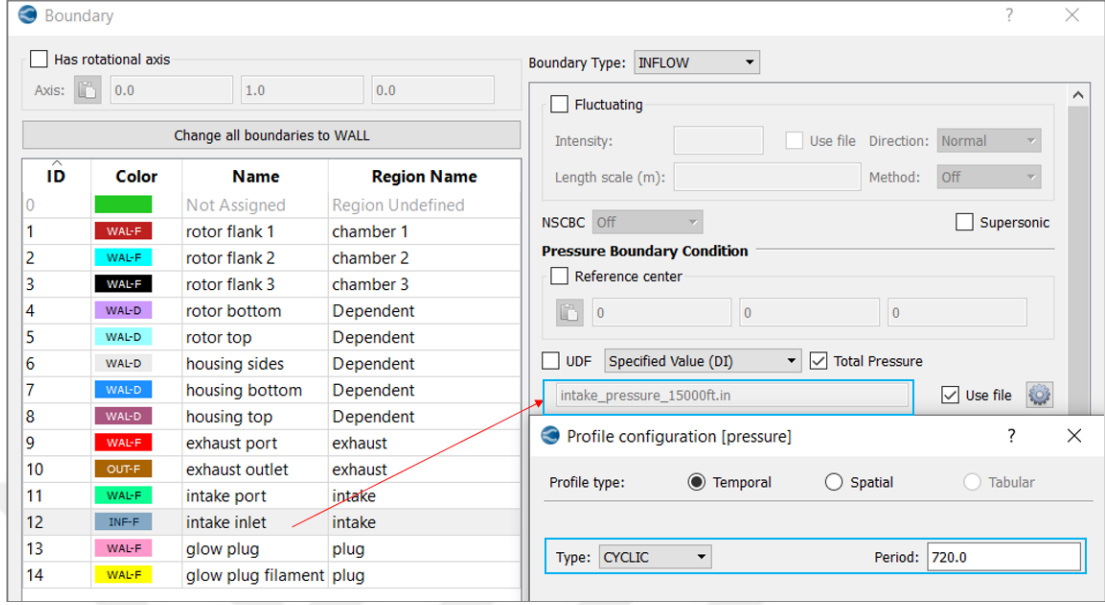 Boundary ?
Has rotational axis
Axis: 0.0 1.0 0.0
Change all boundaries to WALL
ID Color Name Region Name
0 Not Assigned Region Undefined
1 WAL-F rotor flank 1 chamber 1
2 WAL-F rotor flank 2 chamber 2
3 WAL-F rotor flank 3 chamber 3
4 WAL-D rotor bottom Dependent
5 WAL-D rotor top Dependent
6 WAL-D housing sides Dependent
7 WAL-D housing bottom Dependent
8 WAL-D housing top Dependent
9 WAL-F exhaust port exhaust
10 OUT-F exhaust outlet exhaust
11 WAL-F intake port intake
12 INF-F intake inlet intake
13 WAL-F glow plug plug
14 WAL-F glow plug filament plug
Boundary Type: INFLOW
Fluctuating
Intensity: Use file Direction: Normal
Length scale (m): Method: Off
NSCBC Off Supersonic
Pressure Boundary Condition
Reference center
0 0 0
UDF Specified Value (DI) Total Pressure
intake_pressure_15000ft.in Use file
Profile configuration [pressure] ?
Profile type: Temporal Spatial Tabular
Type: CYCLIC Period: 720.0